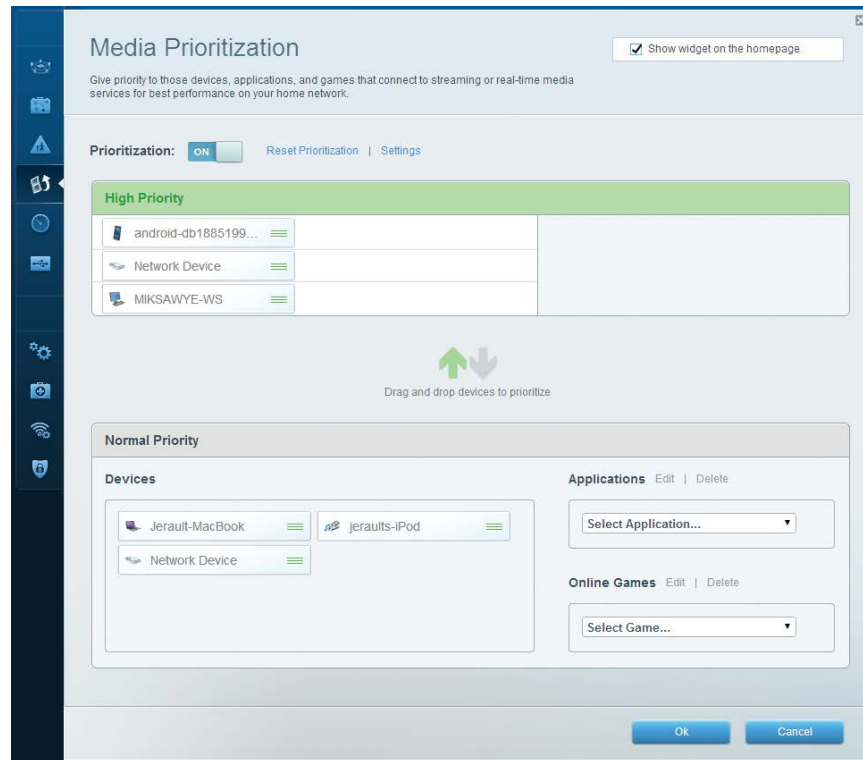 Media Prioritization
Show widget on the homepage
Give priority to those devices, applications, and games that connect to streaming or real-time media
services for best performance on your home network.
Prioritization: ON Reset Prioritization | Settings
High Priority
android-db1885199...
Network Device
MIKSAWYE-WS
Drag and drop devices to prioritize
Normal Priority
Devices
Jerault-MacBook jeraults-iPod
Network Device
Applications Edit | Delete
Select Application...
Online Games Edit | Delete
Select Game...
Ok Cancel